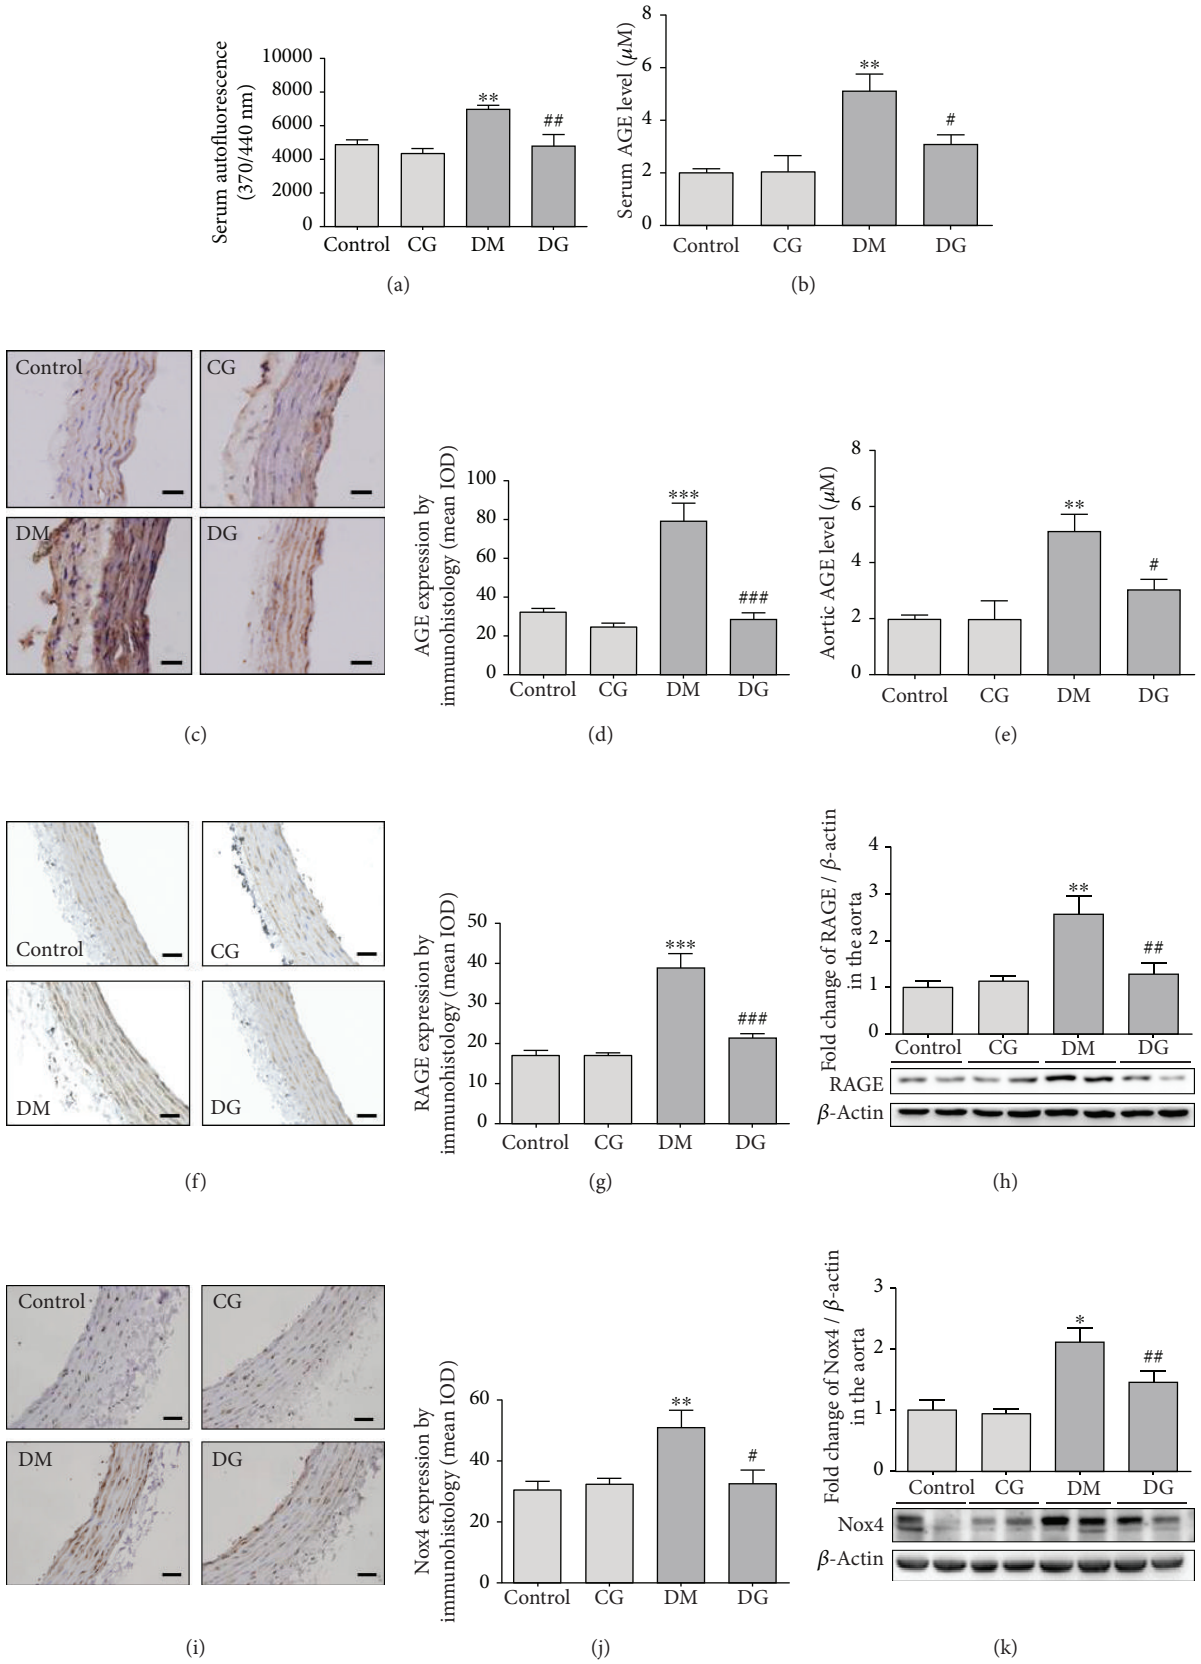 Serum autofluorescence
(370/440 nm)
10000
8000
6000
4000
2000
0
**
##
Control CG DM DG
(a)
Serum AGE level (μM)
8
6
4
2
0
**
#
Control CG DM DG
(b)
Control
CG
DM
DG
(c)
AGE expression by
immunohistology (mean IOD)
100
80
60
40
20
0
***
###
Control CG DM DG
(d)
Aortic AGE level (μM)
8
6
4
2
0
**
#
Control CG DM DG
(e)
Control
CG
DM
DG
(f)
RAGE expression by
immunohistology (mean IOD)
50
40
30
20
10
0
***
###
Control CG DM DG
(g)
Fold change of RAGE / β-actin
in the aorta
4
3
2
1
0
**
##
Control CG DM DG
RAGE
β-Actin
(h)
Control
CG
DM
DG
(i)
Nox4 expression by
immunohistology (mean IOD)
60
40
20
0
**
#
Control CG DM DG
(j)
Fold change of Nox4 / β-actin
in the aorta
3
2
1
0
*
##
Control CG DM DG
Nox4
β-Actin
(k)